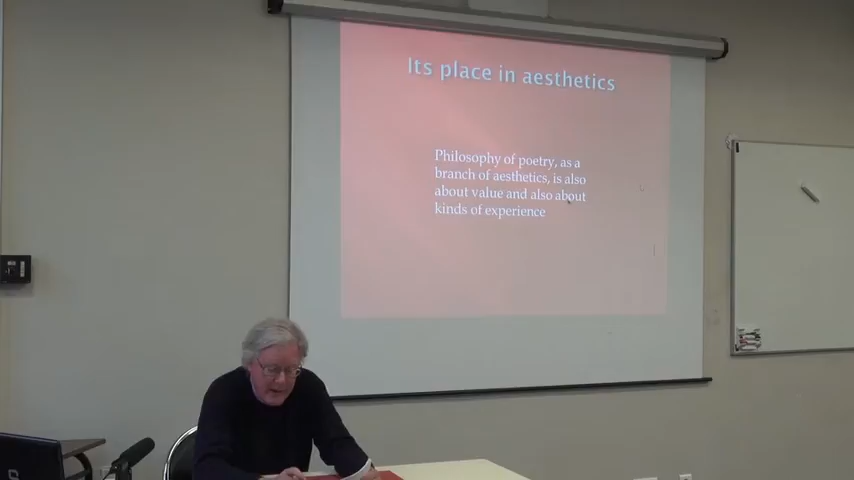 Its place in aesthetics
Philosophy of poetry, as a
branch of aesthetics, is also
about value and also about
kinds of experience